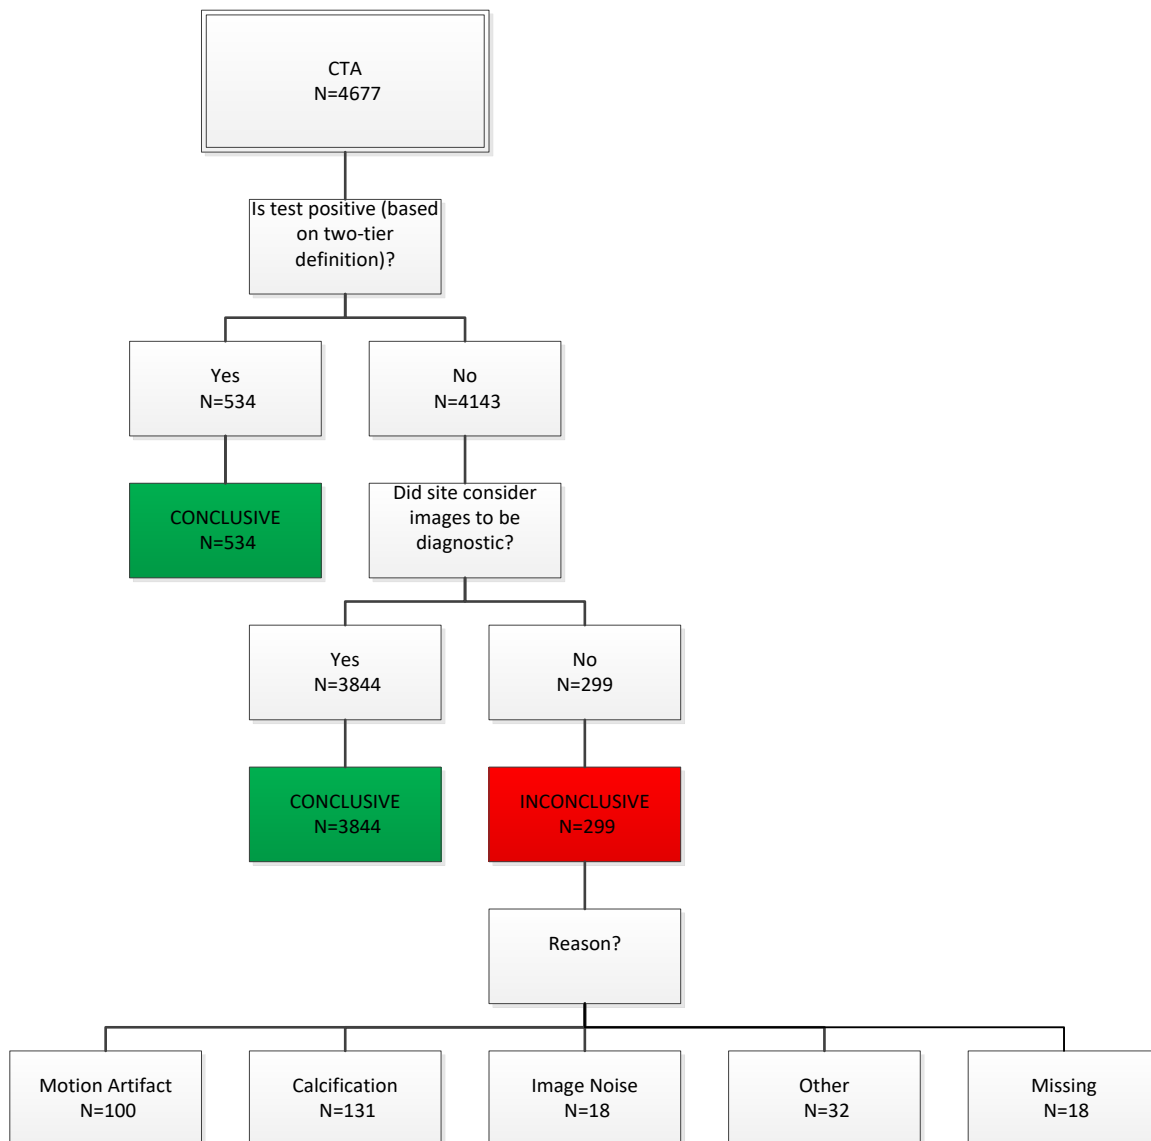 CTA
N=4677
Is test positive (based
on two-tier
definition)?
Yes
N=534
No
N=4143
CONCLUSIVE
N=534
Did site consider
images to be
diagnostic?
Yes
N=3844
No
N=299
CONCLUSIVE
N=3844
INCONCLUSIVE
N=299
Reason?
Motion Artifact
N=100
Calcification
N=131
Image Noise
N=18
Other
N=32
Missing
N=18